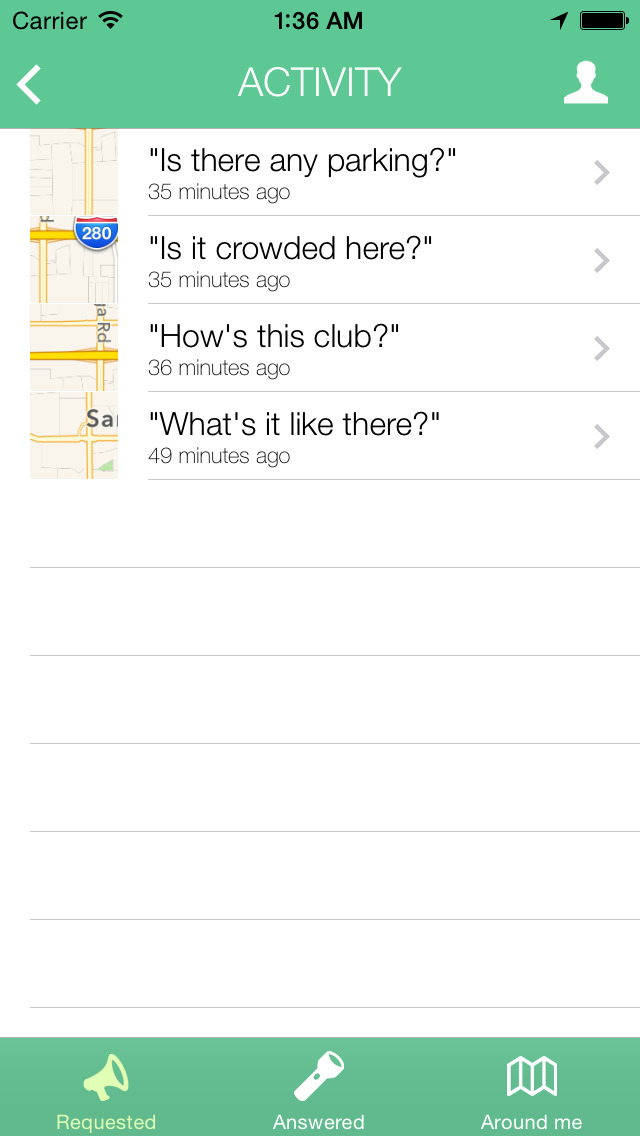 Carrier 1:36 AM
ACTIVITY
"Is there any parking?"
35 minutes ago
280
"Is it crowded here?"
35 minutes ago
Rd
"How's this club?"
36 minutes ago
"What's it like there?"
49 minutes ago
Requested Answered Around me